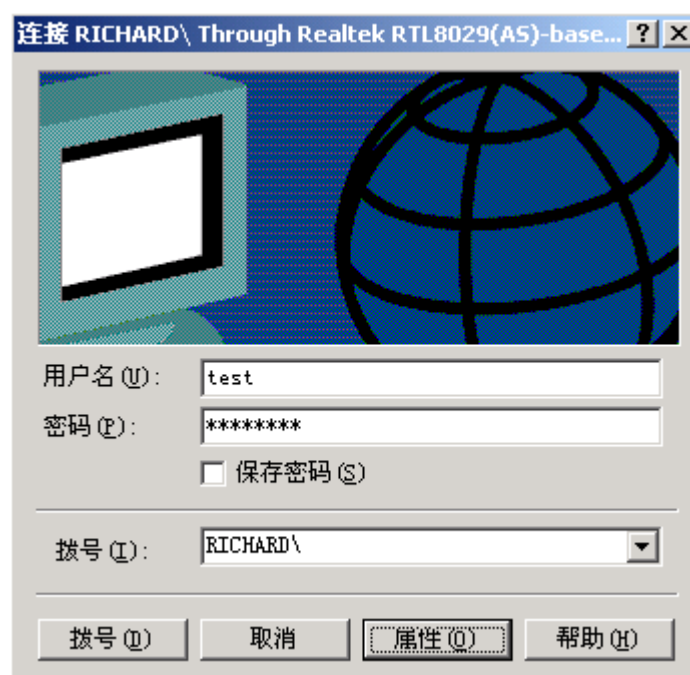 连接 RICHARD\ Through Realtek RTL8029(AS)-base...
用户名(U): test
密码(P): ********
保存密码(S)
拨号(I): RICHARD\
拨号(D) 取消 属性(O) 帮助(H)